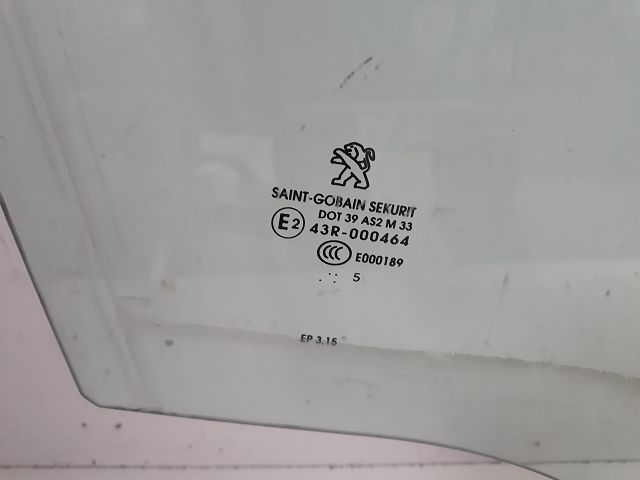 SAINT-GOBAIN SEKURIT
DOT 39 AS2 M 33
E2 43R-000464
CCC E000189
.∵ 5
EP 3.15